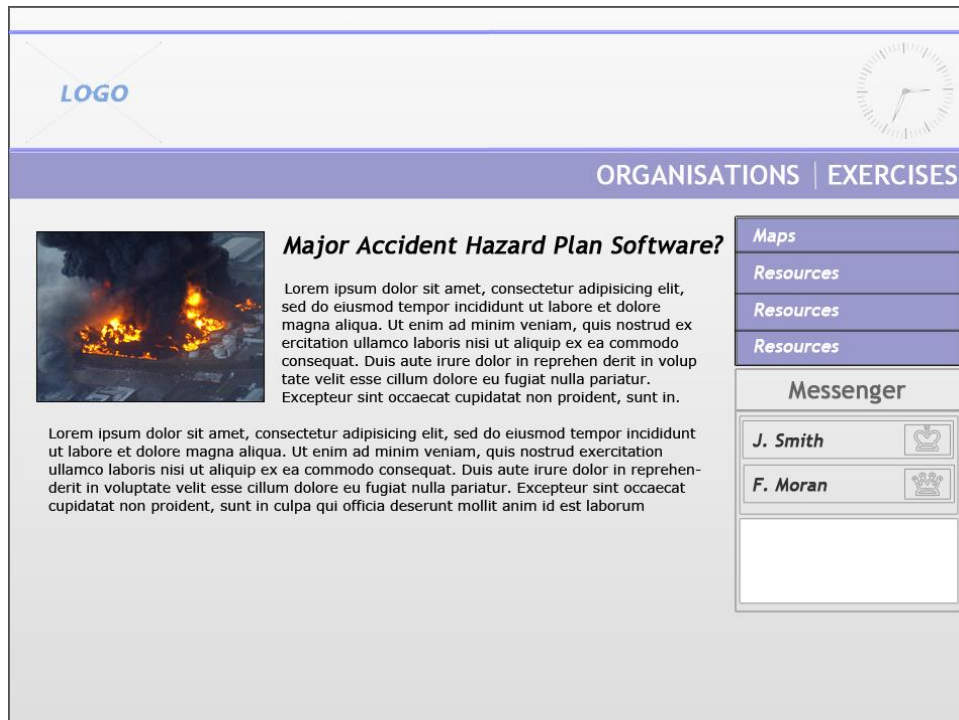 LOGO
ORGANISATIONS | EXERCISES
Major Accident Hazard Plan Software?
Lorem ipsum dolor sit amet, consectetur adipisicing elit,
sed do eiusmod tempor incididunt ut labore et dolore
magna aliqua. Ut enim ad minim veniam, quis nostrud ex
ercitation ullamco laboris nisi ut aliquip ex ea commodo
consequat. Duis aute irure dolor in reprehen derit in volup
tate velit esse cillum dolore eu fugiat nulla pariatur.
Excepteur sint occaecat cupidatat non proident, sunt in.
Lorem ipsum dolor sit amet, consectetur adipisicing elit, sed do eiusmod tempor incididunt
ut labore et dolore magna aliqua. Ut enim ad minim veniam, quis nostrud exercitation
ullamco laboris nisi ut aliquip ex ea commodo consequat. Duis aute irure dolor in reprehen-
derit in voluptate velit esse cillum dolore eu fugiat nulla pariatur. Excepteur sint occaecat
cupidatat non proident, sunt in culpa qui officia deserunt mollit anim id est laborum
Maps
Resources
Resources
Resources
Messenger
J. Smith
F. Moran